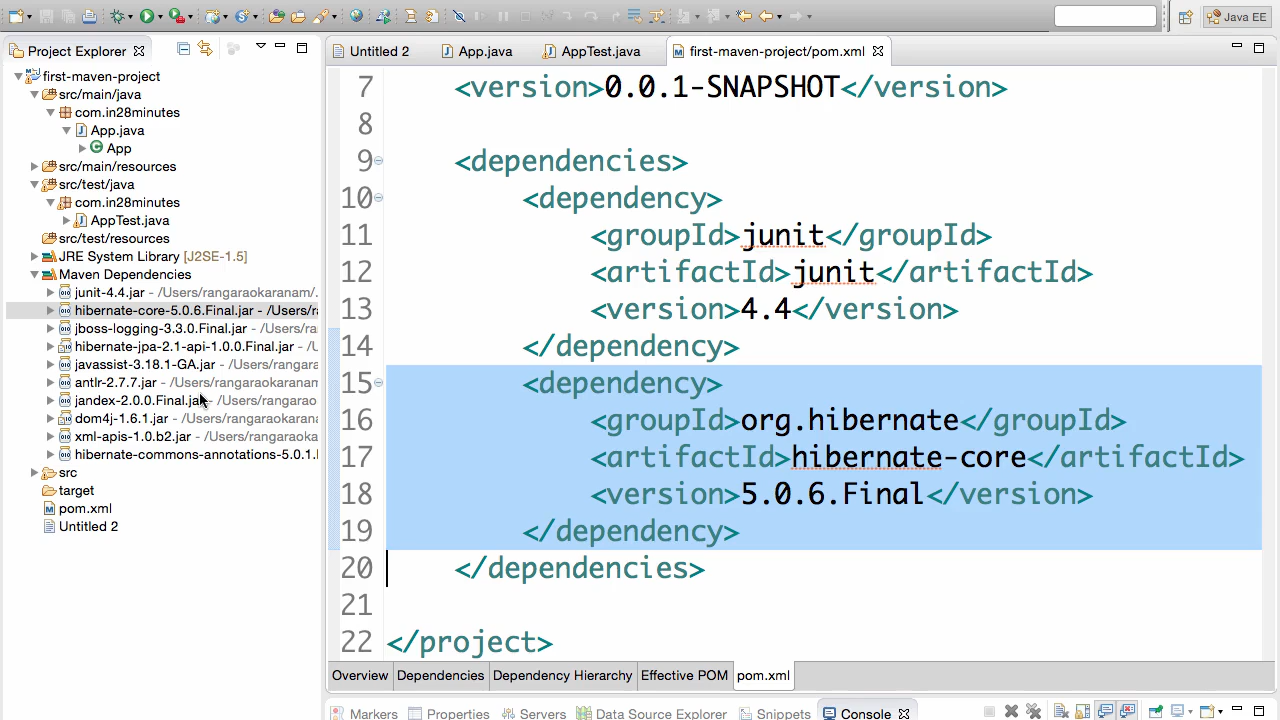 Java EE
Project Explorer
Untitled 2
App.java
AppTest.java
first-maven-project/pom.xml
first-maven-project
src/main/java
com.in28minutes
App.java
App
src/main/resources
src/test/java
com.in28minutes
AppTest.java
src/test/resources
JRE System Library [J2SE-1.5]
Maven Dependencies
junit-4.4.jar - /Users/rangaraokaranam/.
hibernate-core-5.0.6.Final.jar - /Users/ra
jboss-logging-3.3.0.Final.jar - /Users/ran
hibernate-jpa-2.1-api-1.0.0.Final.jar - /U
javassist-3.18.1-GA.jar - /Users/rangara
antlr-2.7.7.jar - /Users/rangaraokaranam
jandex-2.0.0.Final.jar - /Users/rangarao
dom4j-1.6.1.jar - /Users/rangaraokaranam
xml-apis-1.0.b2.jar - /Users/rangaraoka
hibernate-commons-annotations-5.0.1.
src
target
pom.xml
Untitled 2
7 <version>0.0.1-SNAPSHOT</version>
8
9 <dependencies>
10 <dependency>
11 <groupId>junit</groupId>
12 <artifactId>junit</artifactId>
13 <version>4.4</version>
14 </dependency>
15 <dependency>
16 <groupId>org.hibernate</groupId>
17 <artifactId>hibernate-core</artifactId>
18 <version>5.0.6.Final</version>
19 </dependency>
20 </dependencies>
21
22 </project>
Overview
Dependencies
Dependency Hierarchy
Effective POM
pom.xml
Markers
Properties
Servers
Data Source Explorer
Snippets
Console